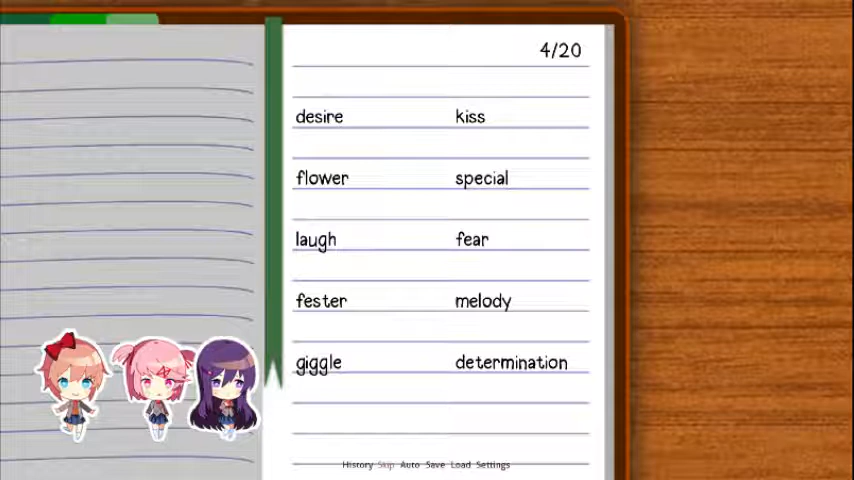 4/20
desire kiss
flower special
laugh fear
fester melody
giggle determination
History Skip Auto Save Load Settings